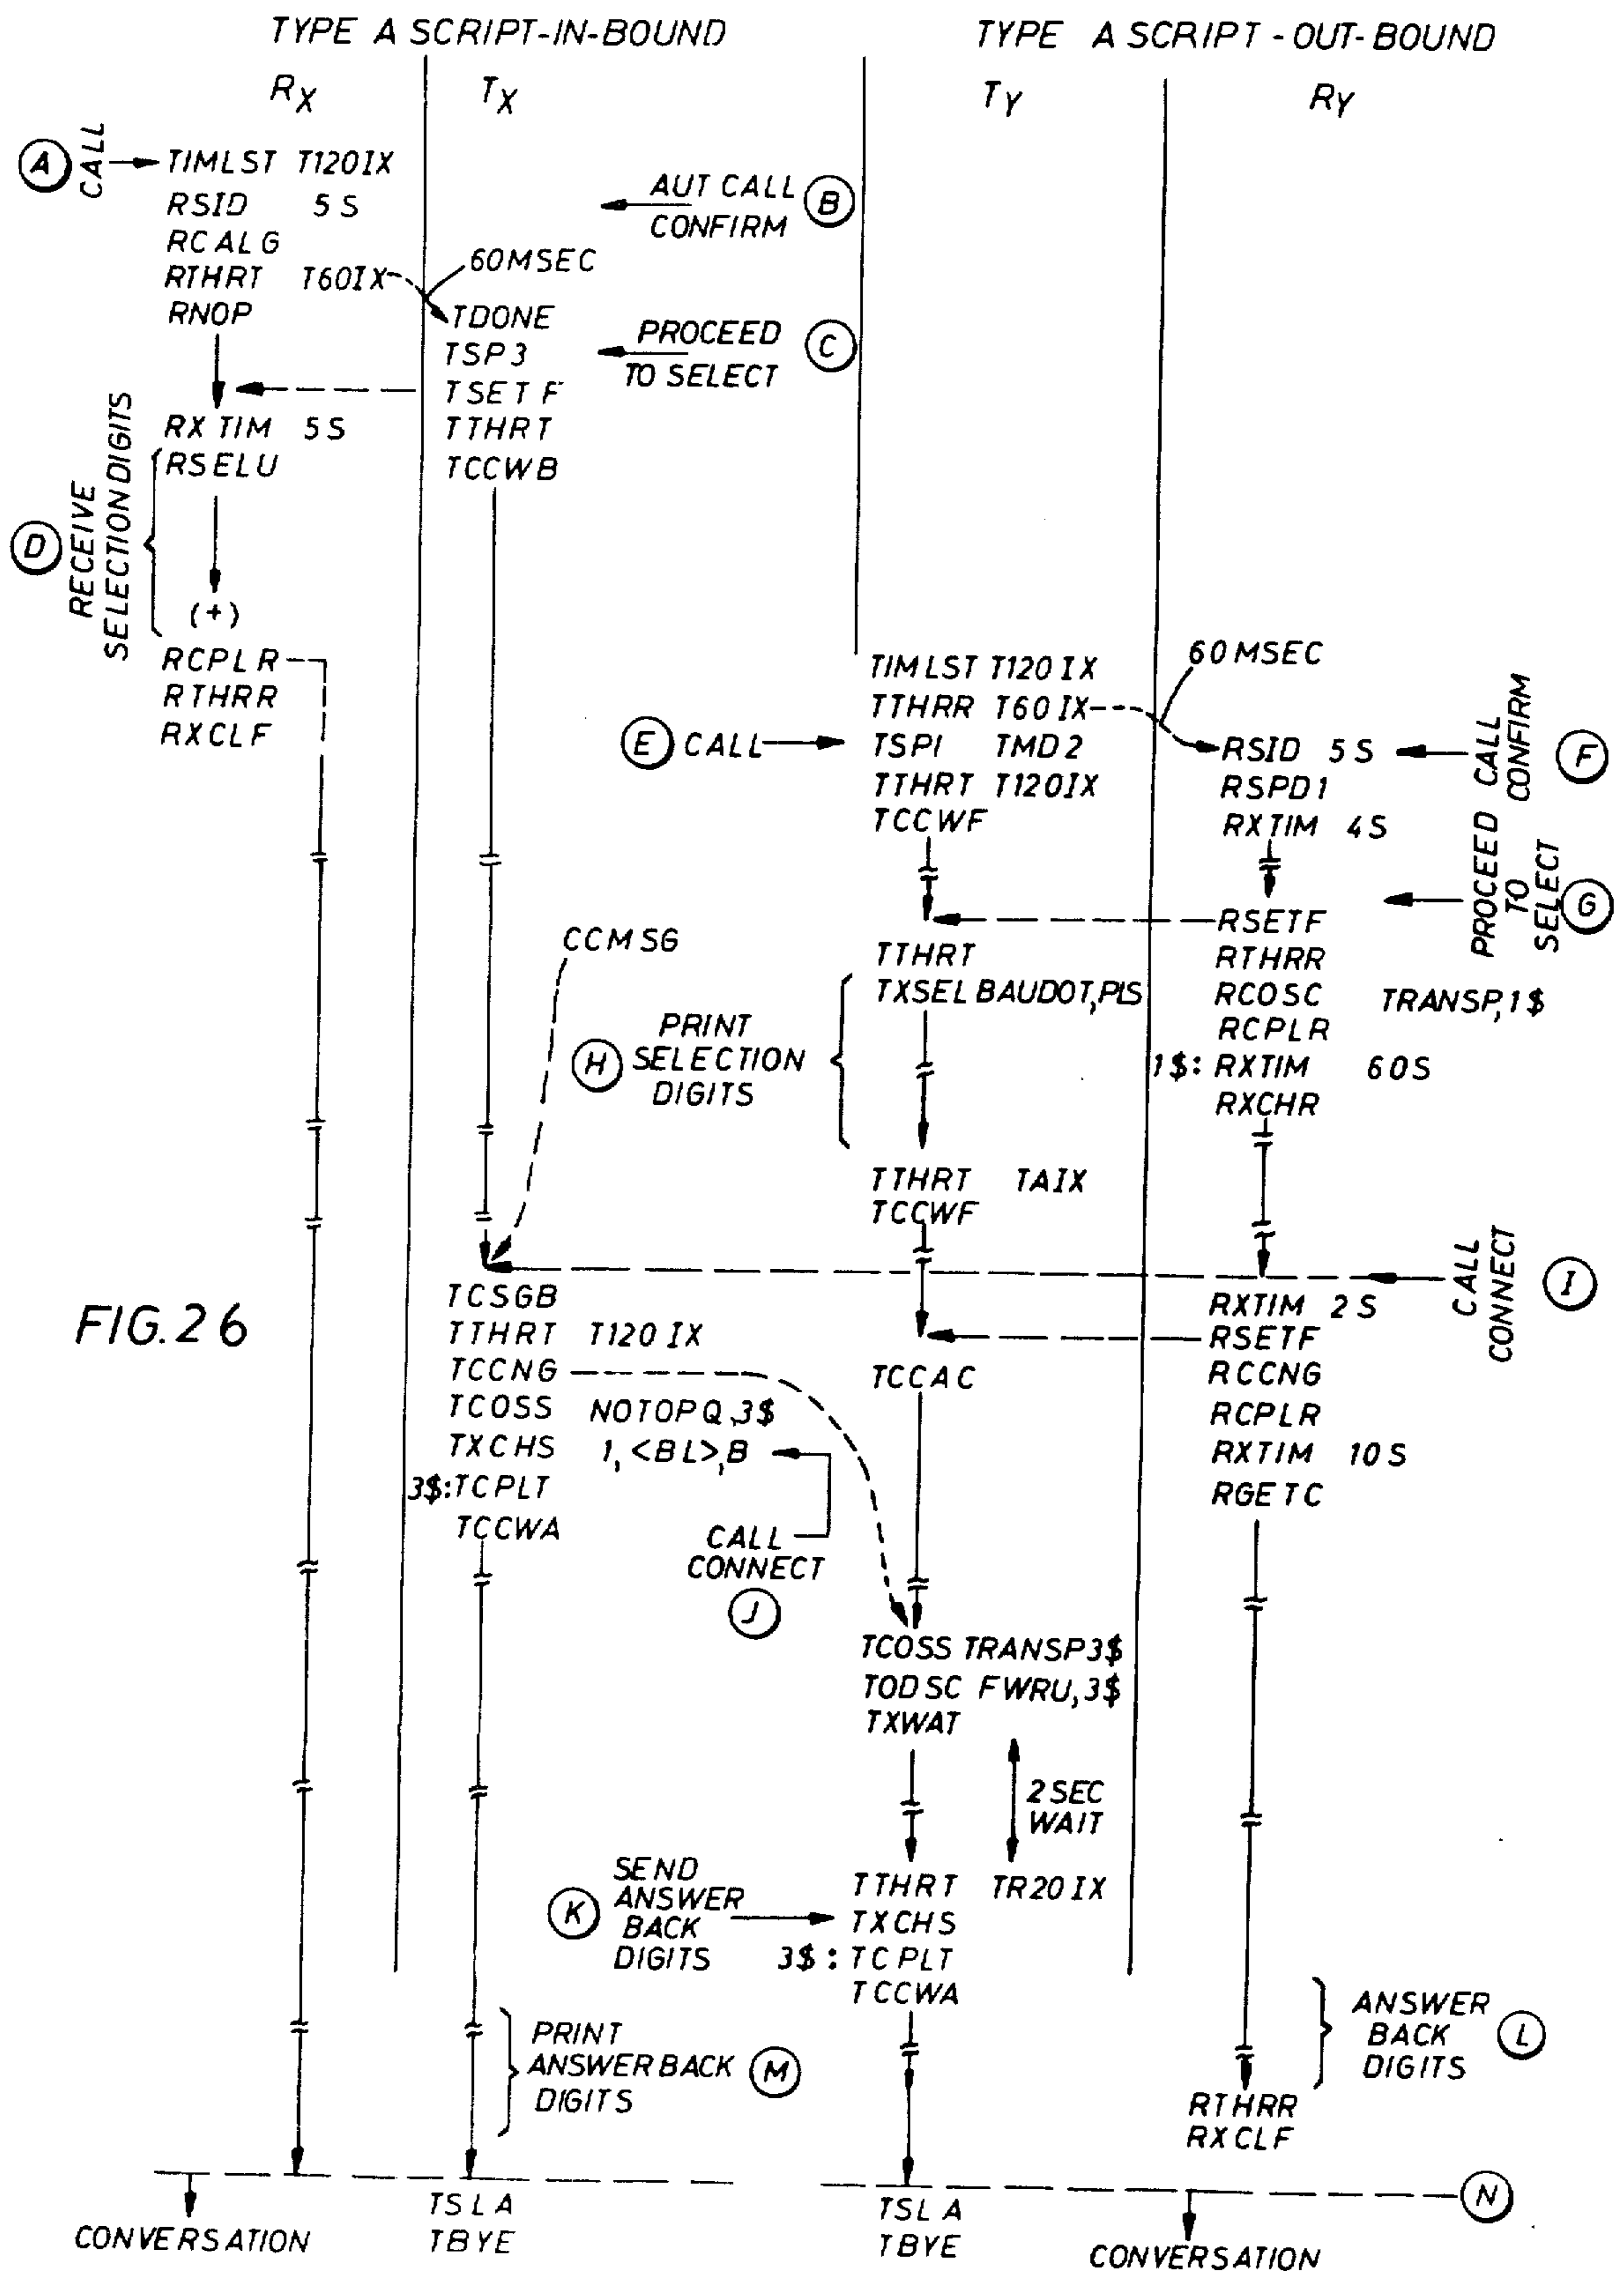 TYPE A SCRIPT-IN-BOUND
TYPE A SCRIPT - OUT-BOUND
RX
TX
TY
RY
A
CALL
TIMLST T120IX
RSID 5S
RCALG
RTHRT T60IX
RNOP
60MSEC
AUT CALL
CONFIRM
B
TDONE
TSP3
TSETF
TTHRT
TCCWB
PROCEED
TO SELECT
C
RXTIM 5S
RSELU
(+)
D
RECEIVE
SELECTION DIGITS
RCPLR
RTHRR
RXCLF
TIMLST T120IX
TTHRR T60IX
TSP1 TMD2
TTHRT T120IX
TCCWF
E
CALL
60MSEC
RSID 5S
RSPD1
RXTIM 4S
CALL
CONFIRM
F
PROCEED
TO
SELECT
G
RSETF
RTHRR
RCOSC TRANSP,1$
RCPLR
1$: RXTIM 60S
RXCHR
CCMSG
TTHRT
TXSEL BAUDOT,PLS
H
PRINT
SELECTION
DIGITS
TTHRT TAIX
TCCWF
CALL
CONNECT
I
FIG.26
TCSGB
TTHRT T120IX
TCCNG
TCOSS NOTOPQ,3$
TXCHS 1,<BL>,B
3$:TCPLT
TCCWA
CALL
CONNECT
J
TCCAC
RXTIM 2S
RSETF
RCCNG
RCPLR
RXTIM 10S
RGETC
TCOSS TRANSP3$
TODSC FWRU,3$
TXWAT
2SEC
WAIT
K
SEND
ANSWER
BACK
DIGITS
TTHRT TR20IX
TXCHS
3$: TCPLT
TCCWA
ANSWER
BACK
DIGITS
L
PRINT
ANSWERBACK
DIGITS
M
RTHRR
RXCLF
N
CONVERSATION
TSLA
TBYE
TSLA
TBYE
CONVERSATION